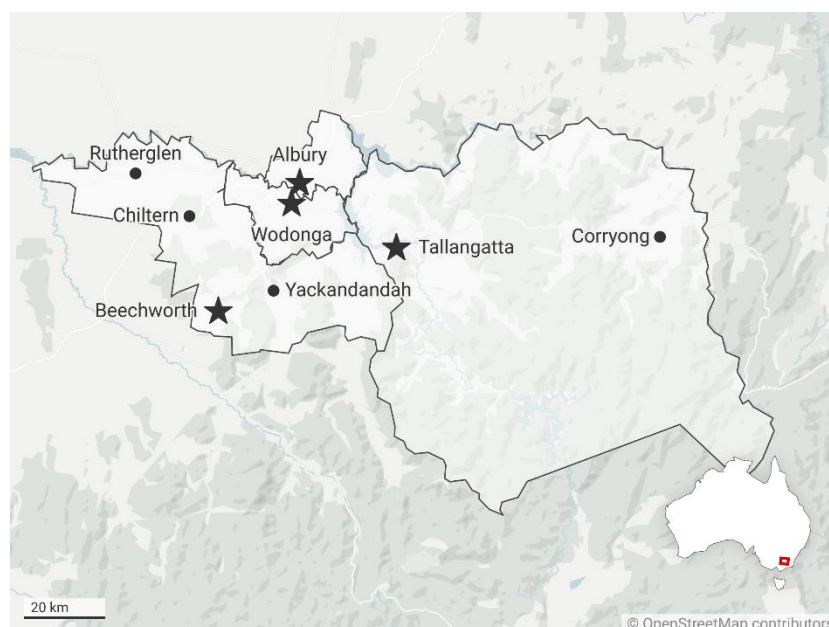 Albury
Rutherglen
Chiltern
Wodonga
Tallangatta
Corryong
Yackandandah
Beechworth
20 km
© OpenStreetMap contributors